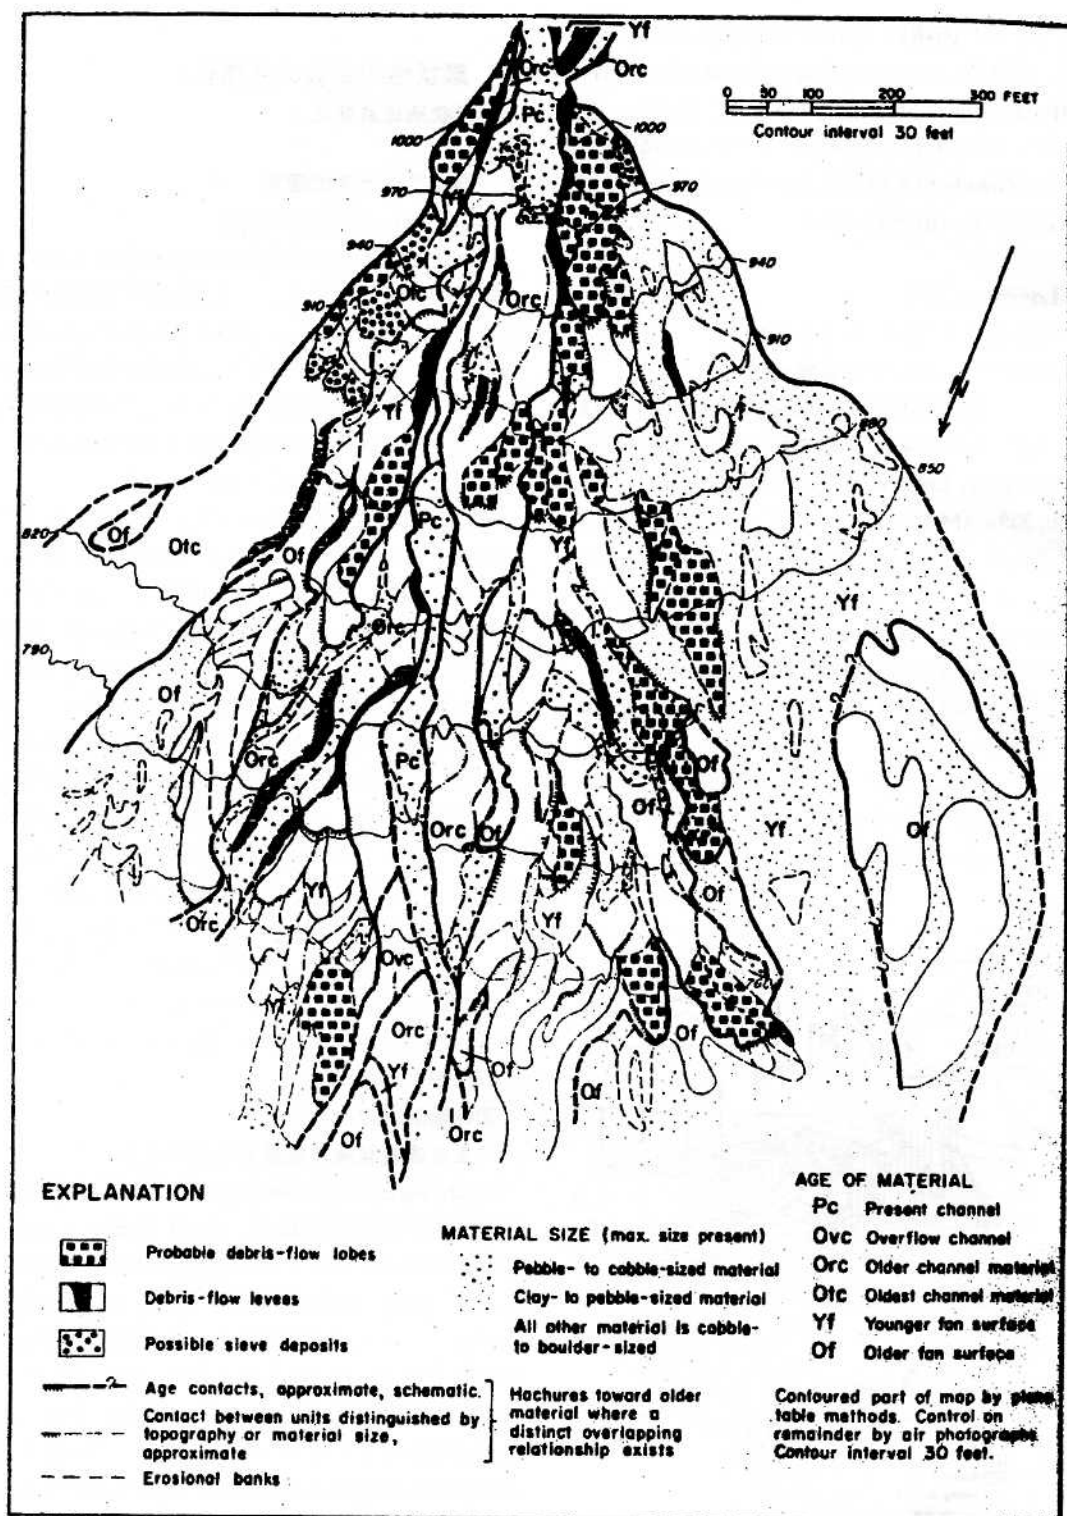 Yf
Orc
Orc
0 50 100 200 300 FEET
Contour interval 30 feet
Pc
1000
1000
970
970
940
940
Otc
Orc
910
910
N
Yf
880
850
Pc
820
Of
Otc
Of
Yf
Yf
Orc
790
Of
Orc
Pc
Of
Of
Yf
Of
Orc
Of
Yf
Of
Orc
Yf
Ovc
760
Orc
Of
Of
Yf
Of
Of
Orc
EXPLANATION
Probable debris-flow lobes
Debris-flow levees
Possible sieve deposits
Age contacts, approximate, schematic.
Contact between units distinguished by
topography or material size,
approximate
Erosional banks
MATERIAL SIZE (max. size present)
Pebble- to cobble-sized material
Clay- to pebble-sized material
All other material is cobble-
to boulder-sized
Hachures toward older
material where a
distinct overlapping
relationship exists
AGE OF MATERIAL
Pc Present channel
Ovc Overflow channel
Orc Older channel material
Otc Oldest channel material
Yf Younger fan surface
Of Older fan surface
Contoured part of map by plane
table methods. Control on
remainder by air photographs.
Contour interval 30 feet.